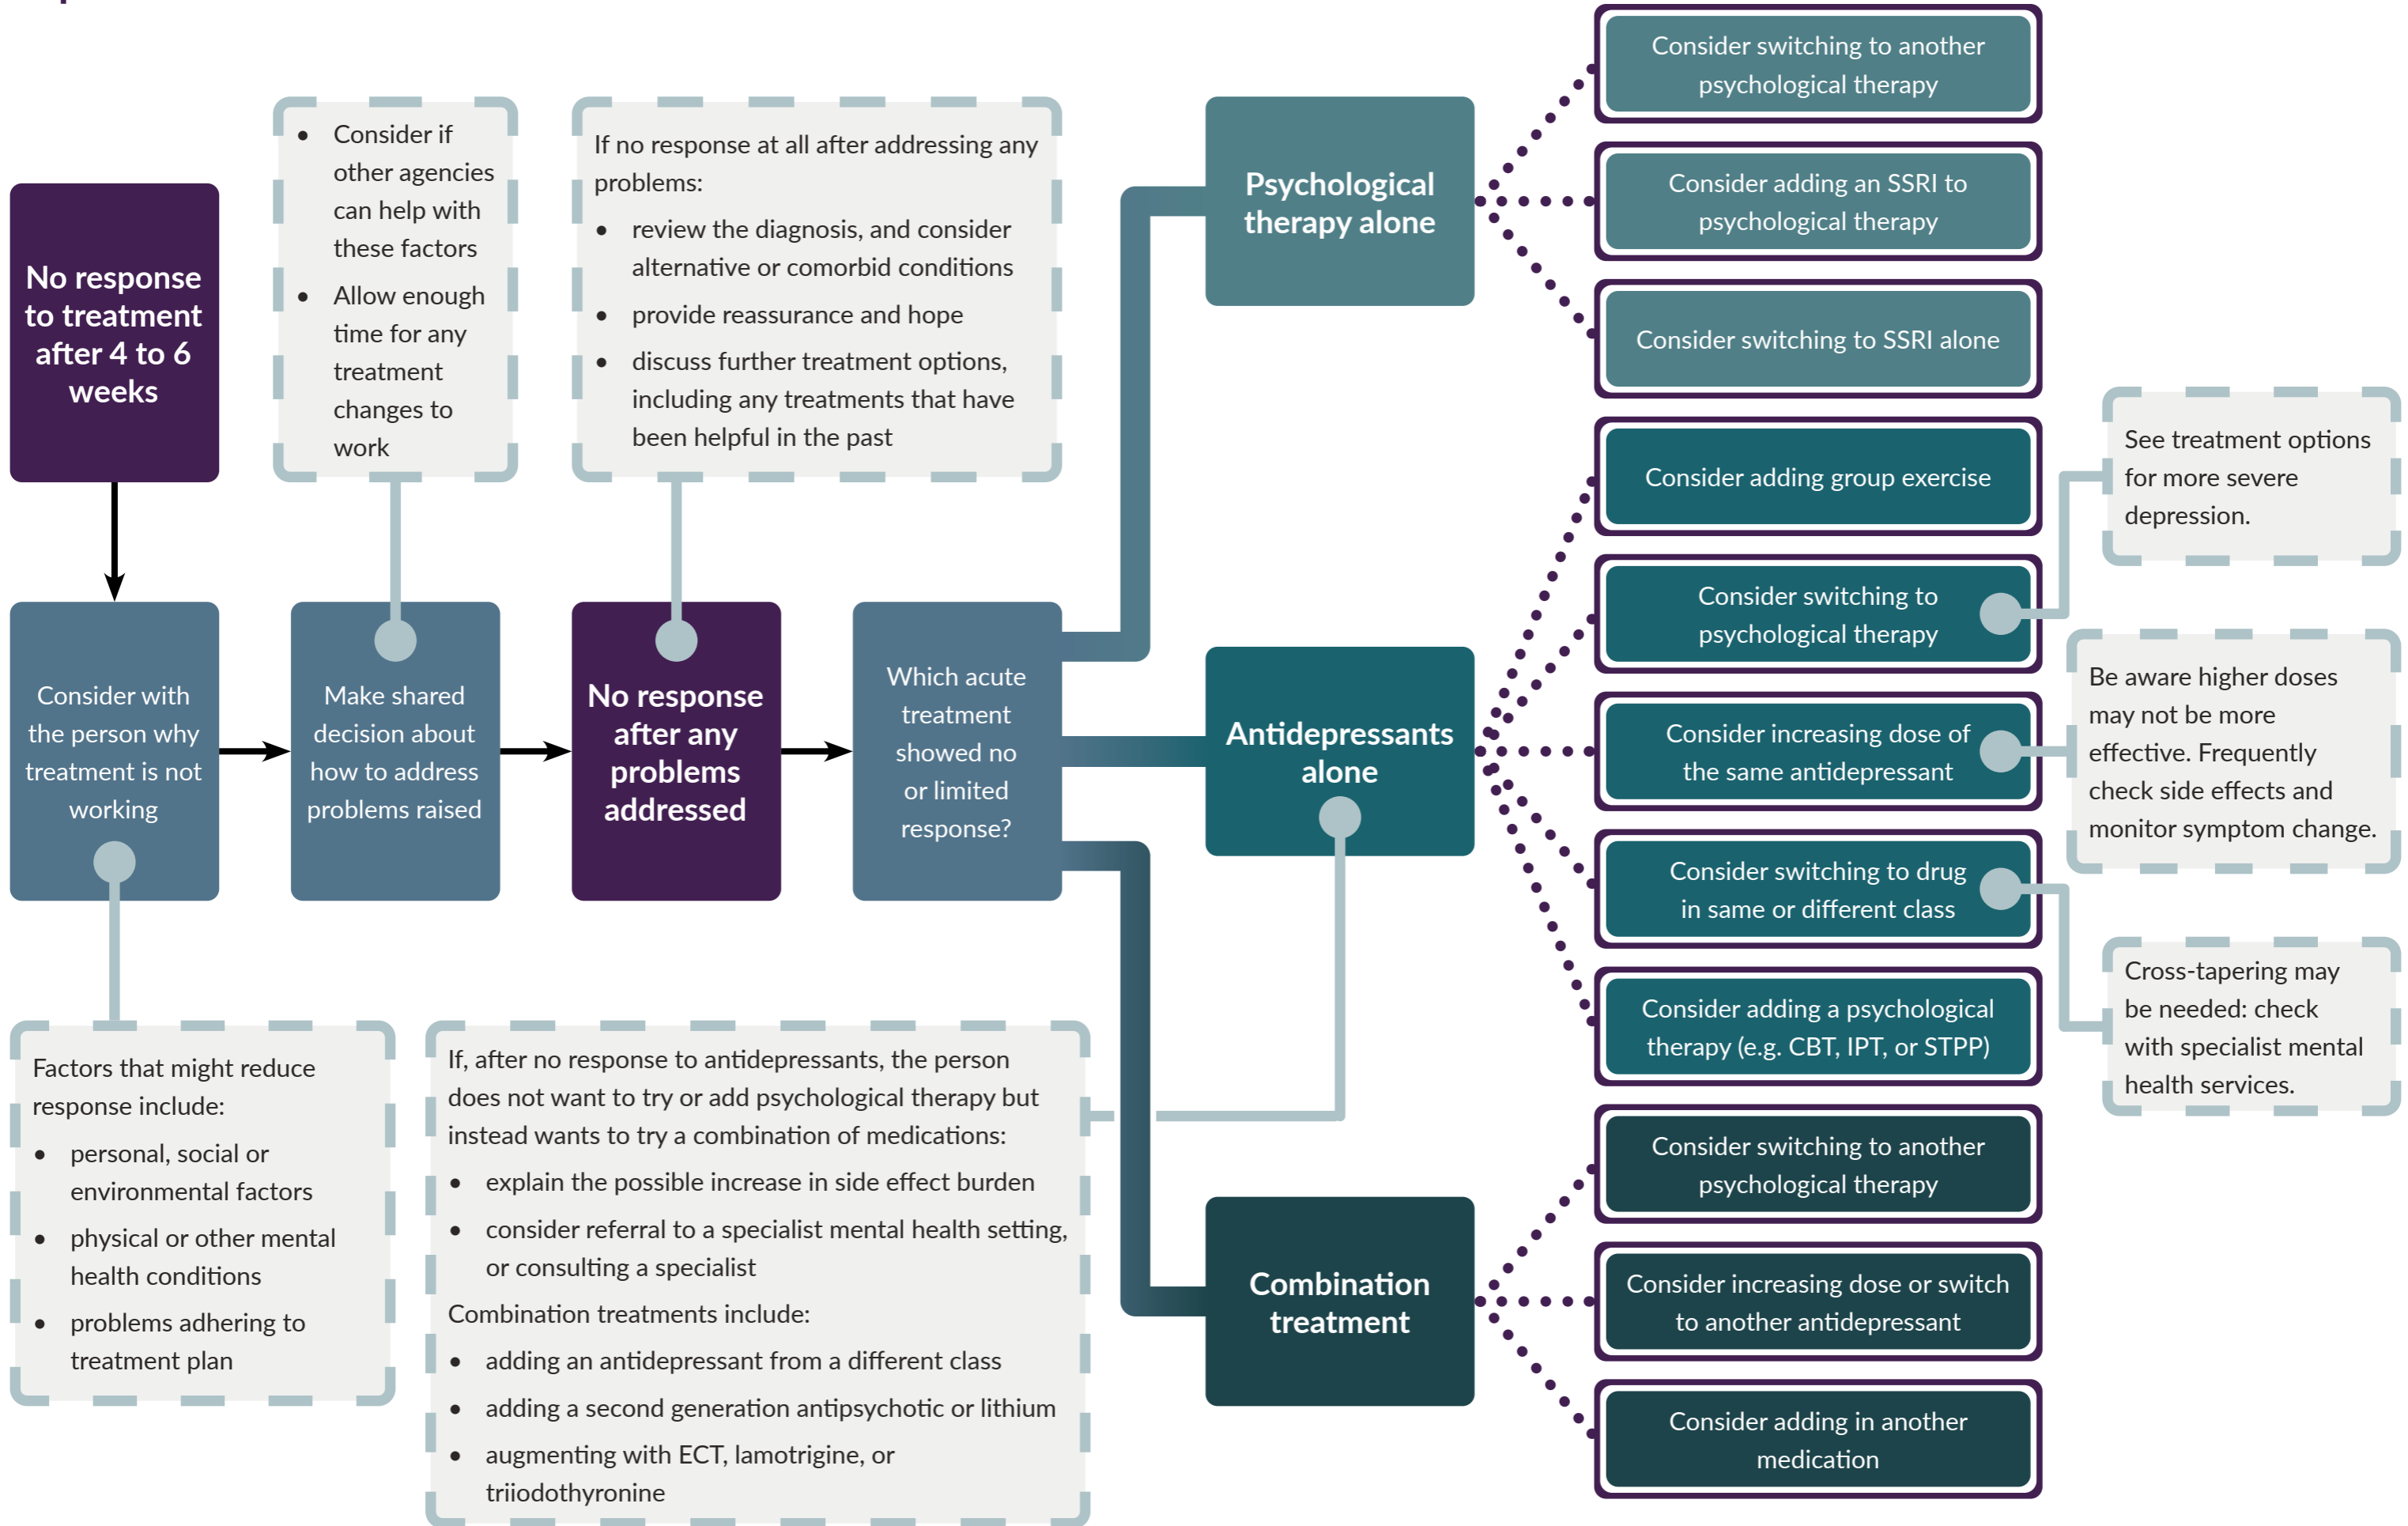 No response
to treatment
after 4 to 6
weeks
• Consider if
other agencies
can help with
these factors
• Allow enough
time for any
treatment
changes to
work
If no response at all after addressing any
problems:
• review the diagnosis, and consider
alternative or comorbid conditions
• provide reassurance and hope
• discuss further treatment options,
including any treatments that have
been helpful in the past
Consider with
the person why
treatment is not
working
Make shared
decision about
how to address
problems raised
No response
after any
problems
addressed
Which acute
treatment
showed no
or limited
response?
Factors that might reduce
response include:
• personal, social or
environmental factors
• physical or other mental
health conditions
• problems adhering to
treatment plan
If, after no response to antidepressants, the person
does not want to try or add psychological therapy but
instead wants to try a combination of medications:
• explain the possible increase in side effect burden
• consider referral to a specialist mental health setting,
or consulting a specialist
Combination treatments include:
• adding an antidepressant from a different class
• adding a second generation antipsychotic or lithium
• augmenting with ECT, lamotrigine, or
triiodothyronine
Psychological
therapy alone
Consider switching to another
psychological therapy
Consider adding an SSRI to
psychological therapy
Consider switching to SSRI alone
Antidepressants
alone
Consider adding group exercise
Consider switching to
psychological therapy
See treatment options
for more severe
depression.
Consider increasing dose of
the same antidepressant
Be aware higher doses
may not be more
effective. Frequently
check side effects and
monitor symptom change.
Consider switching to drug
in same or different class
Cross-tapering may
be needed: check
with specialist mental
health services.
Consider adding a psychological
therapy (e.g. CBT, IPT, or STPP)
Combination
treatment
Consider switching to another
psychological therapy
Consider increasing dose or switch
to another antidepressant
Consider adding in another
medication